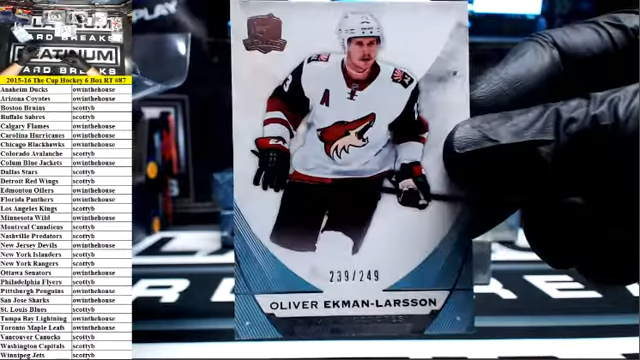 PLAY
CARD BREAKS
PLATINUM
CARD BREAKS
2015-16 The Cup Hockey 6 Box RT #87
Anaheim Ducks owinthehouse
Arizona Coyotes owinthehouse
Boston Bruins scottyb
Buffalo Sabres scottyb
Calgary Flames owinthehouse
Carolina Hurricanes owinthehouse
Chicago Blackhawks owinthehouse
Colorado Avalanche scottyb
Colum Blue Jackets owinthehouse
Dallas Stars scottyb
Detroit Red Wings scottyb
Edmonton Oilers owinthehouse
Florida Panthers owinthehouse
Los Angeles Kings scottyb
Minnesota Wild owinthehouse
Montreal Canadiens scottyb
Nashville Predators scottyb
New Jersey Devils owinthehouse
New York Islanders scottyb
New York Rangers scottyb
Ottawa Senators owinthehouse
Philadelphia Flyers scottyb
Pittsburgh Penguins owinthehouse
San Jose Sharks owinthehouse
St. Louis Blues scottyb
Tampa Bay Lightning owinthehouse
Toronto Maple Leafs owinthehouse
Vancouver Canucks scottyb
Washington Capitals scottyb
Winnipeg Jets scottyb
A
239/249
OLIVER EKMAN-LARSSON